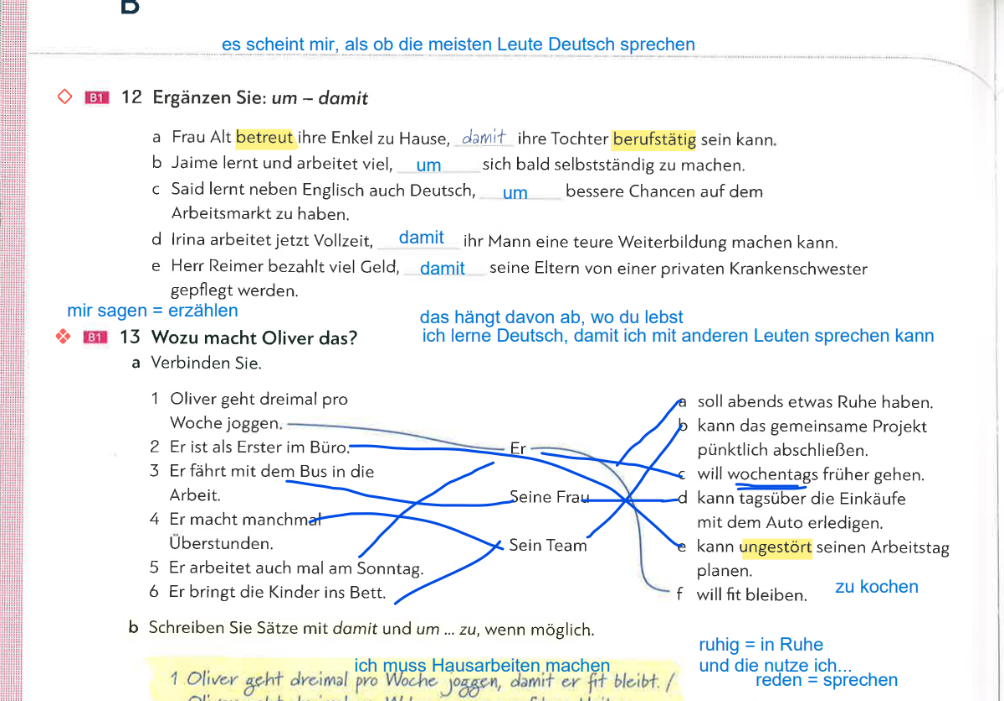 B
es scheint mir, als ob die meisten Leute Deutsch sprechen
B1 12 Ergänzen Sie: um – damit
a Frau Alt betreut ihre Enkel zu Hause, damit ihre Tochter berufstätig sein kann.
b Jaime lernt und arbeitet viel, um sich bald selbstständig zu machen.
c Said lernt neben Englisch auch Deutsch, um bessere Chancen auf dem
Arbeitsmarkt zu haben.
d Irina arbeitet jetzt Vollzeit, damit ihr Mann eine teure Weiterbildung machen kann.
e Herr Reimer bezahlt viel Geld, damit seine Eltern von einer privaten Krankenschwester
gepflegt werden.
mir sagen = erzählen
das hängt davon ab, wo du lebst
ich lerne Deutsch, damit ich mit anderen Leuten sprechen kann
B1 13 Wozu macht Oliver das?
a Verbinden Sie.
1 Oliver geht dreimal pro
Woche joggen.
2 Er ist als Erster im Büro.
3 Er fährt mit dem Bus in die
Arbeit.
4 Er macht manchmal
Überstunden.
5 Er arbeitet auch mal am Sonntag.
6 Er bringt die Kinder ins Bett.
Er
Seine Frau
Sein Team
a soll abends etwas Ruhe haben.
b kann das gemeinsame Projekt
pünktlich abschließen.
c will wochentags früher gehen.
d kann tagsüber die Einkäufe
mit dem Auto erledigen.
e kann ungestört seinen Arbeitstag
planen.
f will fit bleiben.
zu kochen
b Schreiben Sie Sätze mit damit und um ... zu, wenn möglich.
ruhig = in Ruhe
und die nutze ich...
reden = sprechen
ich muss Hausarbeiten machen
1 Oliver geht dreimal pro Woche joggen, damit er fit bleibt. /